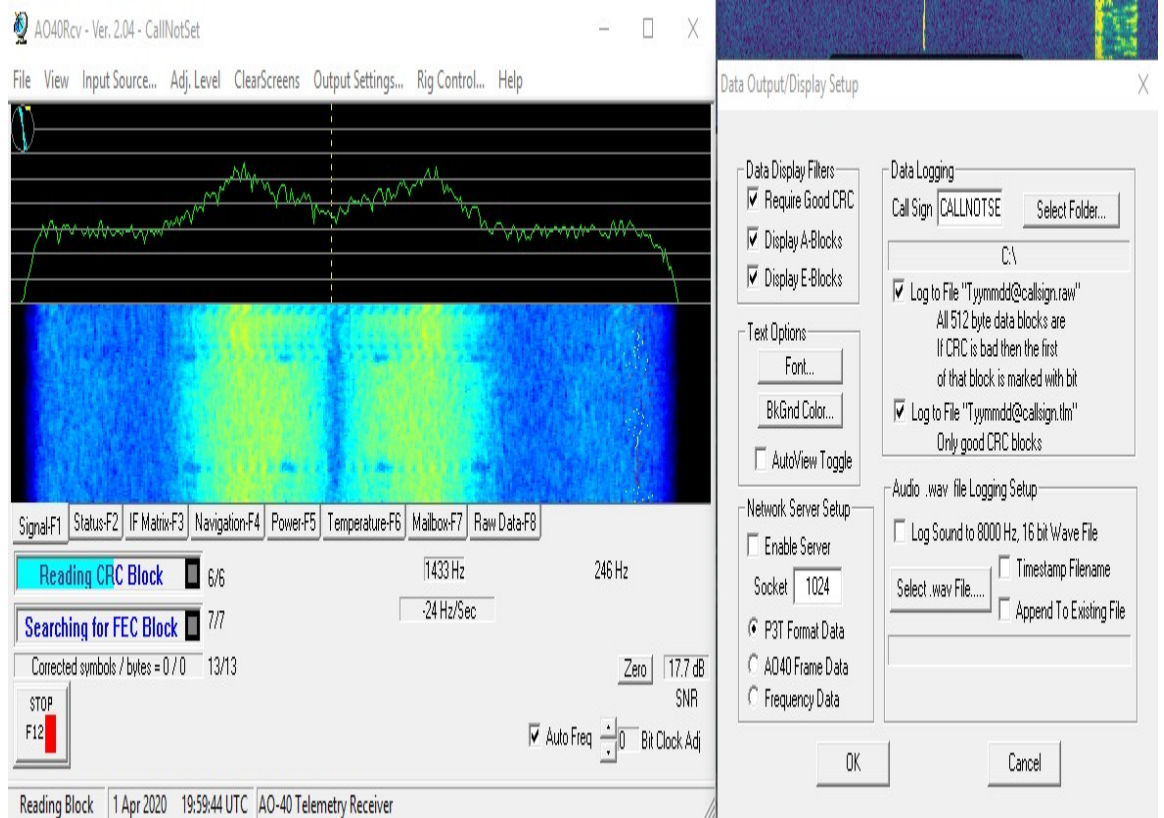 AO40Rcv - Ver. 2.04 - CallNotSet
File View Input Source... Adj. Level ClearScreens Output Settings... Rig Control... Help
Signal-F1 Status-F2 IF Matrix-F3 Navigation-F4 Power-F5 Temperature-F6 Mailbox-F7 Raw Data-F8
Reading CRC Block 6/6
1433 Hz 246 Hz
-24 Hz/Sec
Searching for FEC Block 7/7
Corrected symbols / bytes = 0 / 0 13/13
Zero 17.7 dB
SNR
STOP
F12
Auto Freq 0 Bit Clock Adj
Reading Block 1 Apr 2020 19:59:44 UTC AO-40 Telemetry Receiver
Data Output/Display Setup
Data Display Filters
Require Good CRC
Display A-Blocks
Display E-Blocks
Text Options
Font...
BkGnd Color...
AutoView Toggle
Network Server Setup
Enable Server
Socket 1024
P3T Format Data
AO40 Frame Data
Frequency Data
Data Logging
Call Sign CALLNOTSE Select Folder...
C:\
Log to File "Tyymmdd@callsign.raw"
All 512 byte data blocks are
If CRC is bad then the first
of that block is marked with bit
Log to File "Tyymmdd@callsign.tlm"
Only good CRC blocks
Audio .wav file Logging Setup
Log Sound to 8000 Hz, 16 bit Wave File
Select .wav File.....
Timestamp Filename
Append To Existing File
OK Cancel